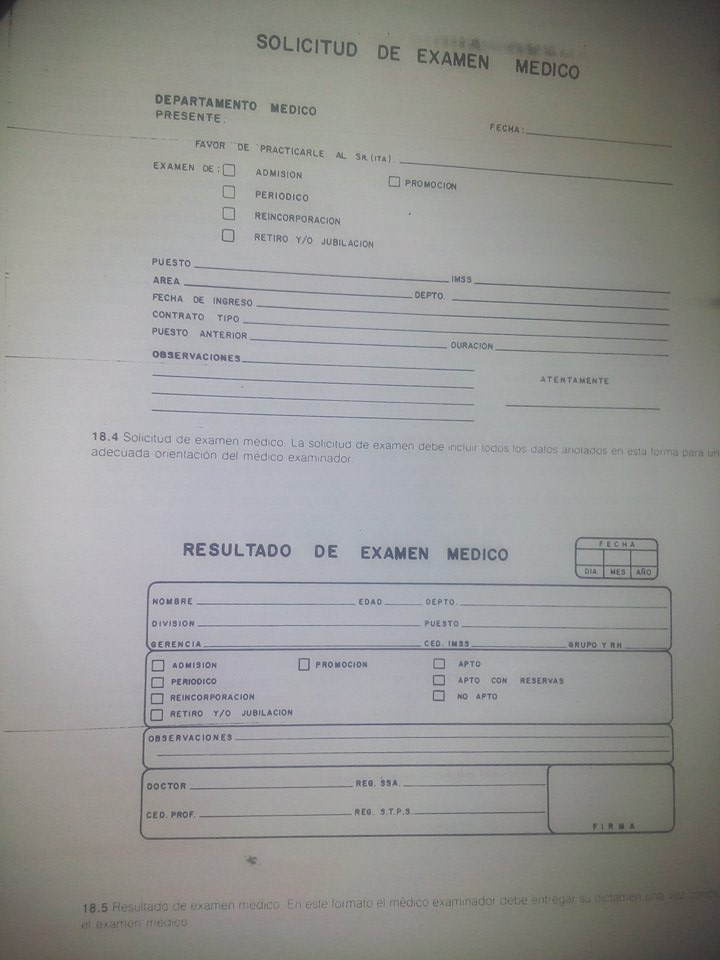 SOLICITUD DE EXAMEN MEDICO
DEPARTAMENTO MEDICO
PRESENTE.
FECHA:
FAVOR DE PRACTICARLE AL SR.(ITA).
EXAMEN DE: ADMISION PROMOCION
PERIODICO
REINCORPORACION
RETIRO Y/O JUBILACION
PUESTO IMSS
AREA DEPTO.
FECHA DE INGRESO
CONTRATO TIPO
PUESTO ANTERIOR DURACION
OBSERVACIONES
ATENTAMENTE
18.4 Solicitud de examen médico. La solicitud de examen debe incluir todos los datos anotados en esta forma para un
adecuada orientación del médico examinador.
RESULTADO DE EXAMEN MEDICO
FECHA
DIA MES AÑO
NOMBRE EDAD DEPTO.
DIVISION PUESTO
GERENCIA CED. IMSS GRUPO Y RH
ADMISION PROMOCION APTO
PERIODICO APTO CON RESERVAS
REINCORPORACION NO APTO
RETIRO Y/O JUBILACION
OBSERVACIONES
DOCTOR REG. SSA.
CED. PROF. REG. S.T.P.S.
FIRMA
18.5 Resultado de examen médico. En este formato el médico examinador debe entregar su dictamen una vez
el examen médico